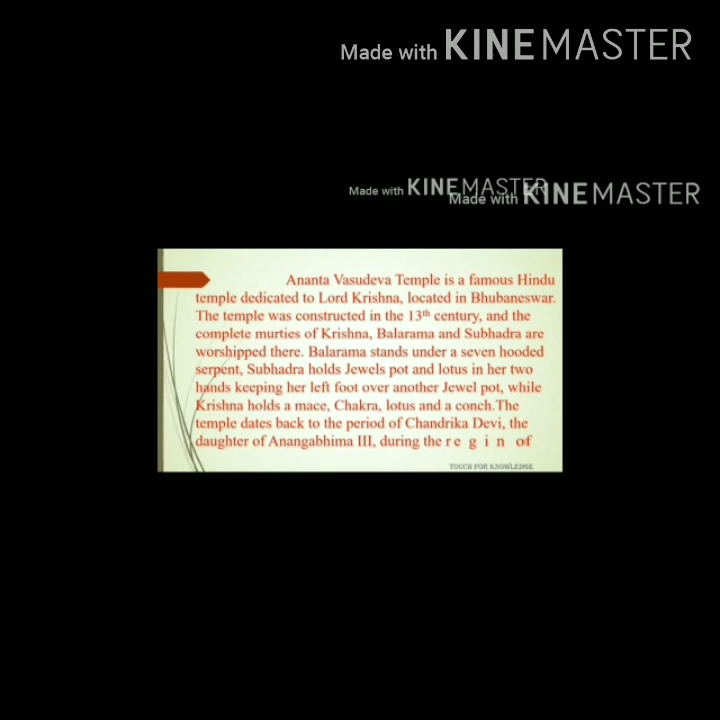 Made with KINEMASTER
Made with KINEMASTER
Made with KINEMASTER
Ananta Vasudeva Temple is a famous Hindu
temple dedicated to Lord Krishna, located in Bhubaneswar.
The temple was constructed in the 13th century, and the
complete murties of Krishna, Balarama and Subhadra are
worshipped there. Balarama stands under a seven hooded
serpent, Subhadra holds Jewels pot and lotus in her two
hands keeping her left foot over another Jewel pot, while
Krishna holds a mace, Chakra, lotus and a conch.The
temple dates back to the period of Chandrika Devi, the
daughter of Anangabhima III, during the r e g i n of
TOUCH FOR KNOWLEDGE